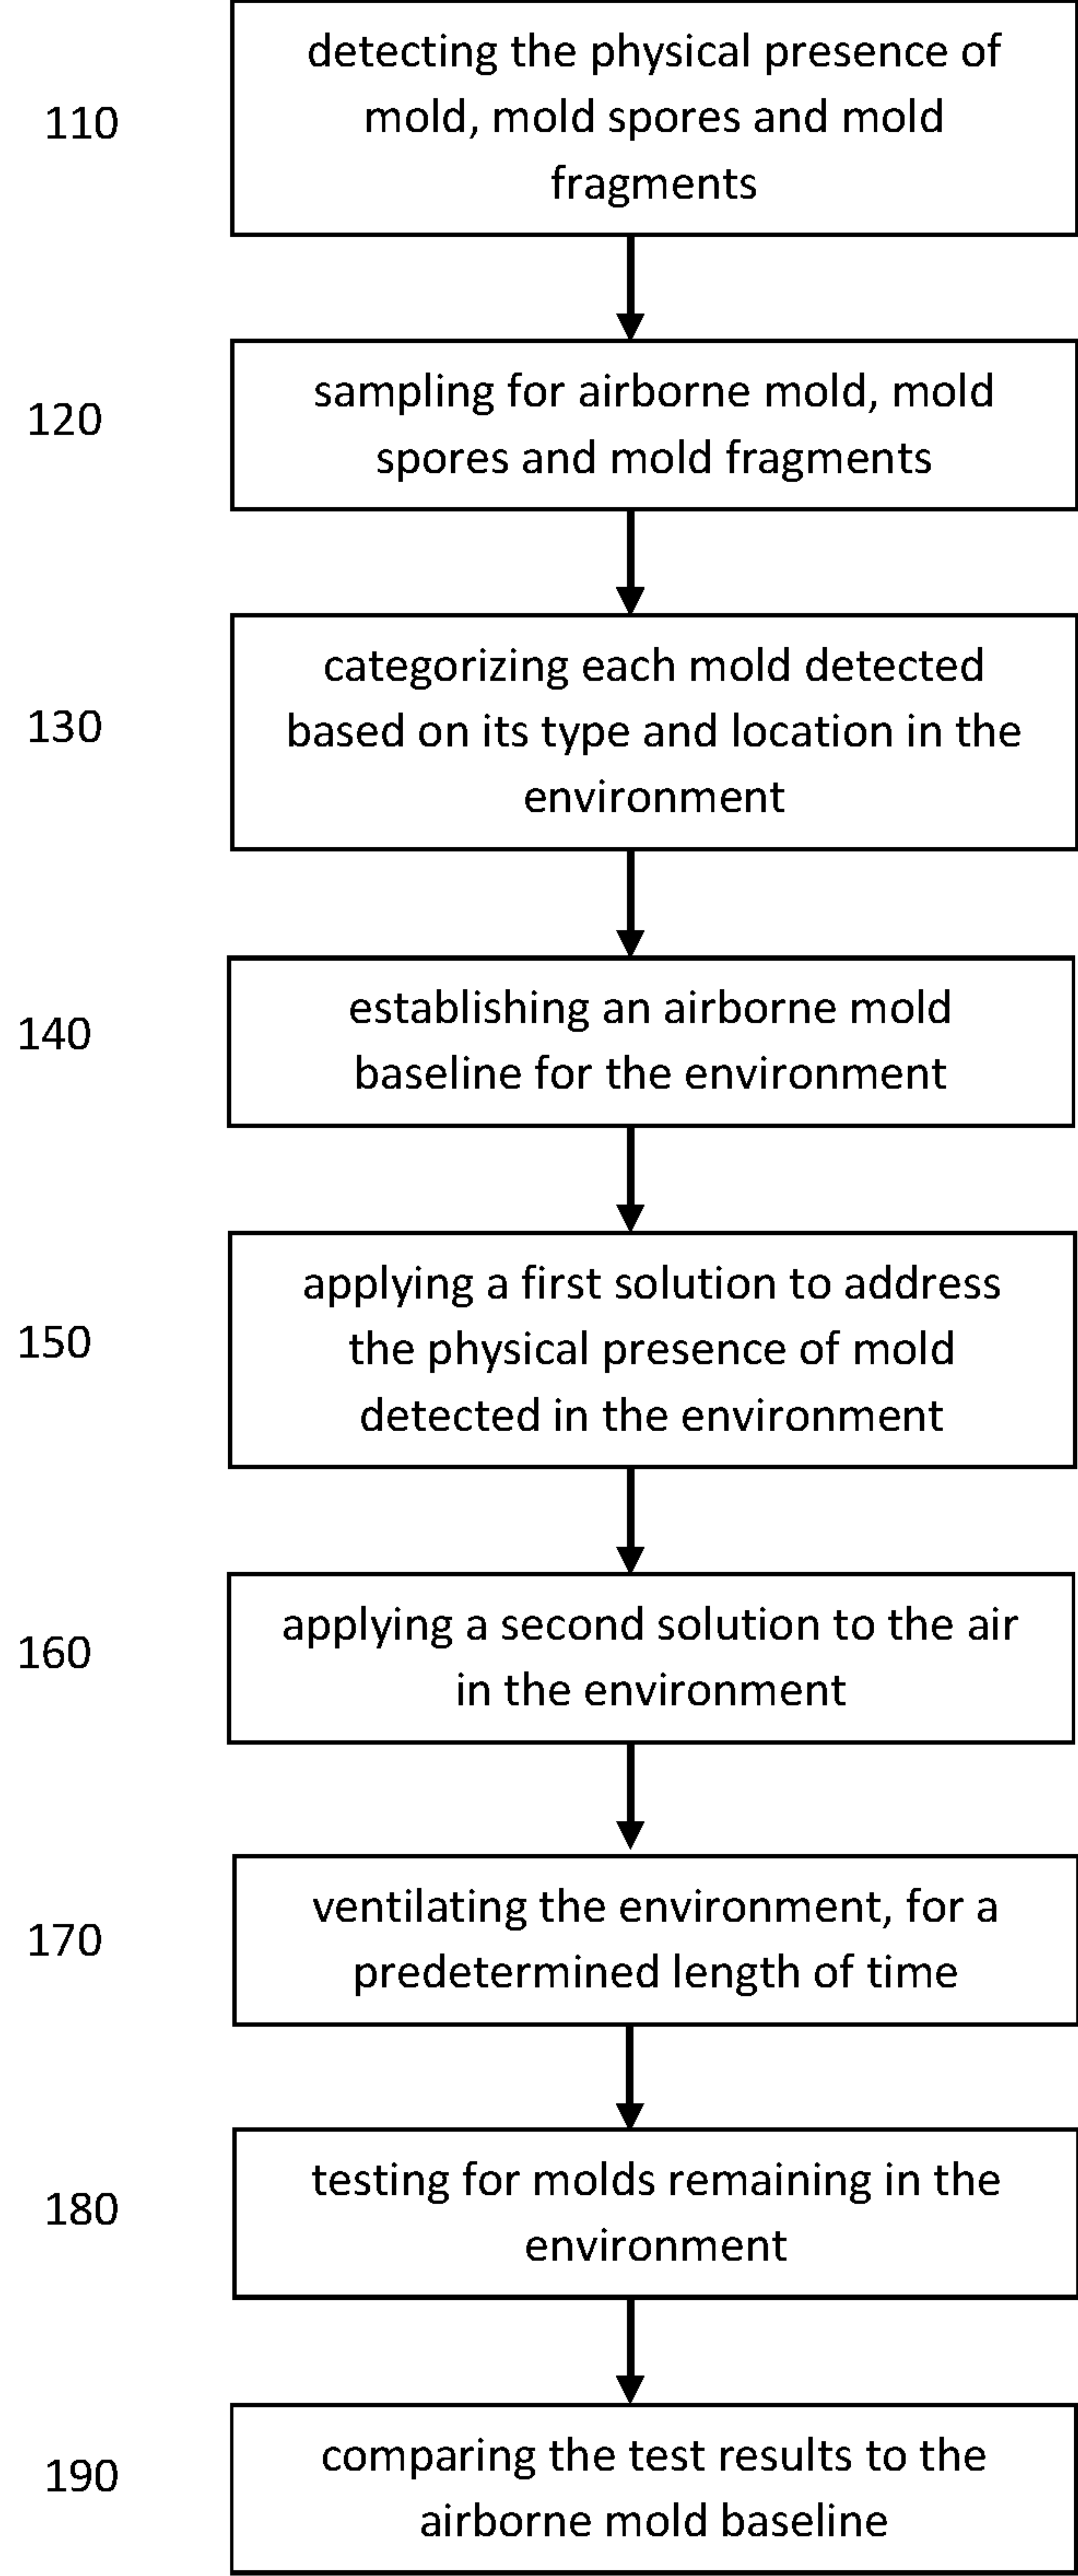 110
detecting the physical presence of
mold, mold spores and mold
fragments
120
sampling for airborne mold, mold
spores and mold fragments
130
categorizing each mold detected
based on its type and location in the
environment
140
establishing an airborne mold
baseline for the environment
150
applying a first solution to address
the physical presence of mold
detected in the environment
160
applying a second solution to the air
in the environment
170
ventilating the environment, for a
predetermined length of time
180
testing for molds remaining in the
environment
190
comparing the test results to the
airborne mold baseline